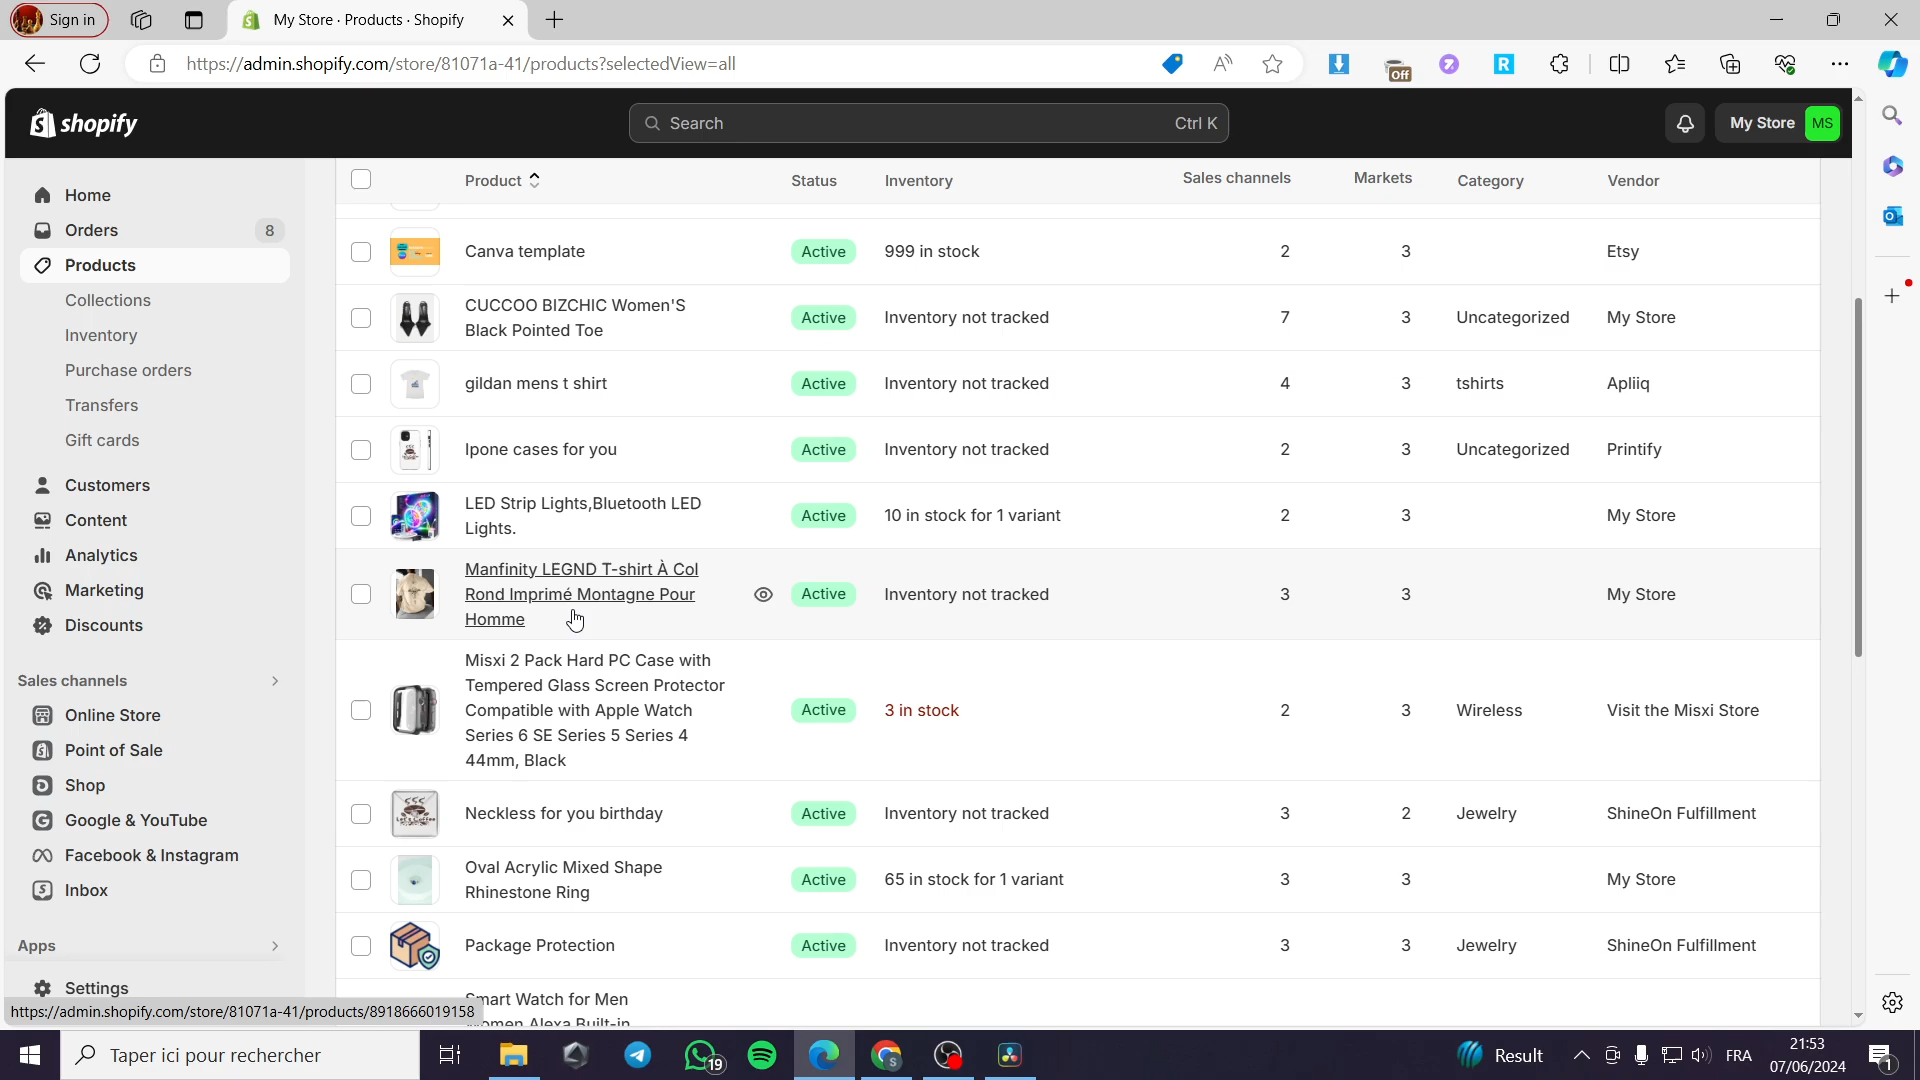 Sign in
My Store · Products · Shopify
https://admin.shopify.com/store/81071a-41/products?selectedView=all
Off
shopify
Search
Ctrl K
My Store
MS
Home
Orders
8
Products
Collections
Inventory
Purchase orders
Transfers
Gift cards
Customers
Content
Analytics
Marketing
Discounts
Sales channels
Online Store
Point of Sale
Shop
Google & YouTube
Facebook & Instagram
Inbox
Apps
Settings
Product
Status
Inventory
Sales channels
Markets
Category
Vendor
Canva template
Active
999 in stock
2
3
Etsy
CUCCOO BIZCHIC Women'S
Black Pointed Toe
Active
Inventory not tracked
7
3
Uncategorized
My Store
gildan mens t shirt
Active
Inventory not tracked
4
3
tshirts
Apliiq
Ipone cases for you
Active
Inventory not tracked
2
3
Uncategorized
Printify
LED Strip Lights,Bluetooth LED
Lights.
Active
10 in stock for 1 variant
2
3
My Store
Manfinity LEGND T-shirt À Col
Rond Imprimé Montagne Pour
Homme
Active
Inventory not tracked
3
3
My Store
Misxi 2 Pack Hard PC Case with
Tempered Glass Screen Protector
Compatible with Apple Watch
Series 6 SE Series 5 Series 4
44mm, Black
Active
3 in stock
2
3
Wireless
Visit the Misxi Store
Neckless for you birthday
Active
Inventory not tracked
3
2
Jewelry
ShineOn Fulfillment
Oval Acrylic Mixed Shape
Rhinestone Ring
Active
65 in stock for 1 variant
3
3
My Store
Package Protection
Active
Inventory not tracked
3
3
Jewelry
ShineOn Fulfillment
Smart Watch for Men
Women Alexa Built-in
https://admin.shopify.com/store/81071a-41/products/8918666019158
Taper ici pour rechercher
19
Result
FRA
21:53
07/06/2024
1